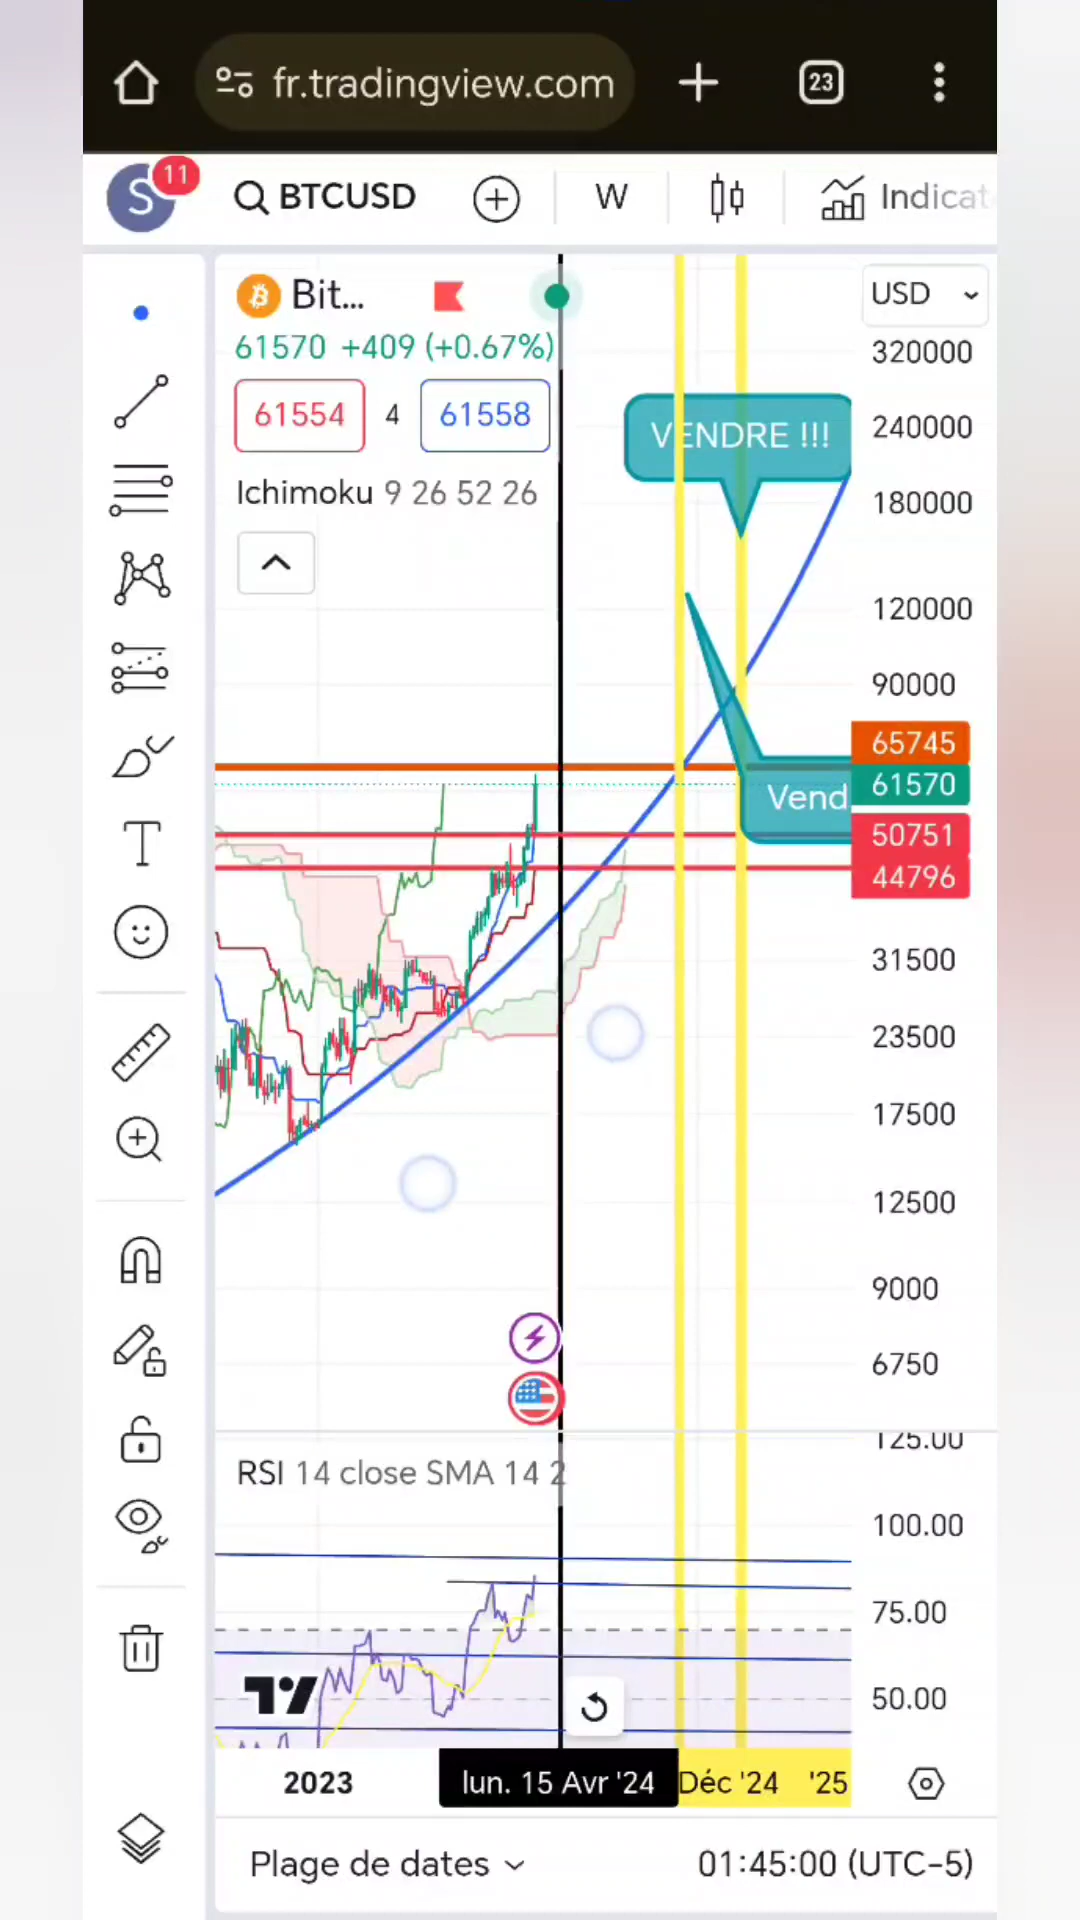 fr.tradingview.com
23
S
11
BTCUSD
W
Indicat
Bit...
USD
61570 +409 (+0.67%)
61554
4
61558
Ichimoku 9 26 52 26
VENDRE !!!
Vend
320000
240000
180000
120000
90000
65745
61570
50751
44796
31500
23500
17500
12500
9000
6750
RSI 14 close SMA 14 2
125.00
100.00
75.00
50.00
2023
lun. 15 Avr '24
Déc '24
'25
Plage de dates
01:45:00 (UTC-5)